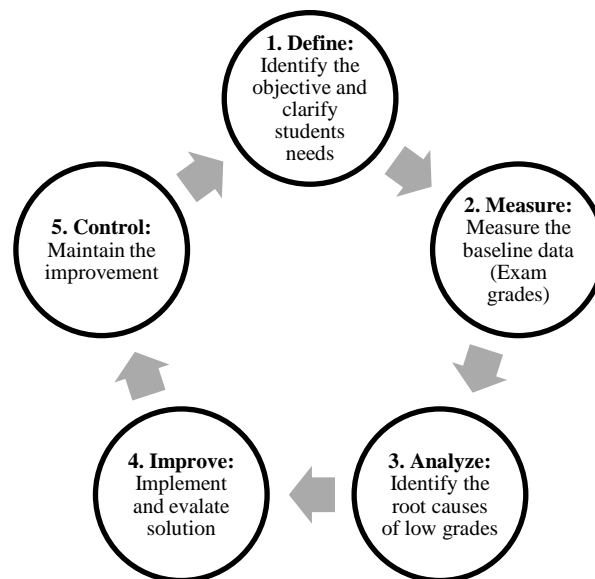 1. Define:
Identify the
objective and
clarify
students
needs
2. Measure:
Measure the
baseline data
(Exam
grades)
3. Analyze:
Identify the
root causes
of low grades
4. Improve:
Implement
and evalate
solution
5. Control:
Maintain the
improvement